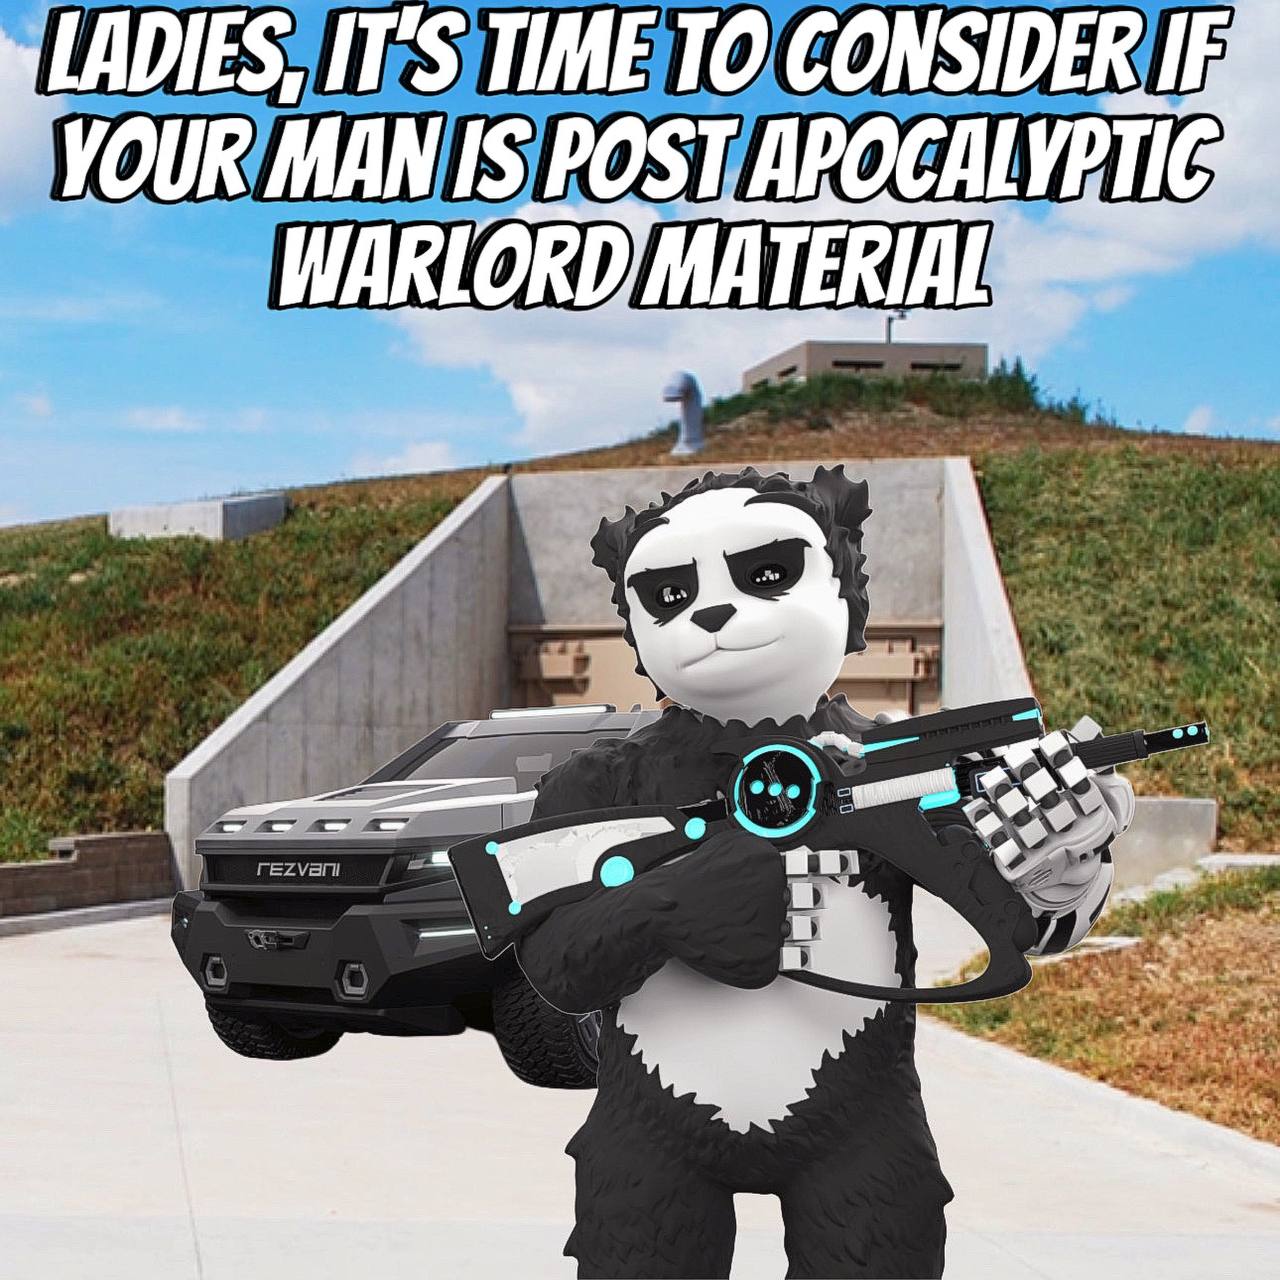 LADIES, IT'S TIME TO CONSIDER IF
YOUR MAN IS POST APOCALYPTIC
WARLORD MATERIAL
REZVANI